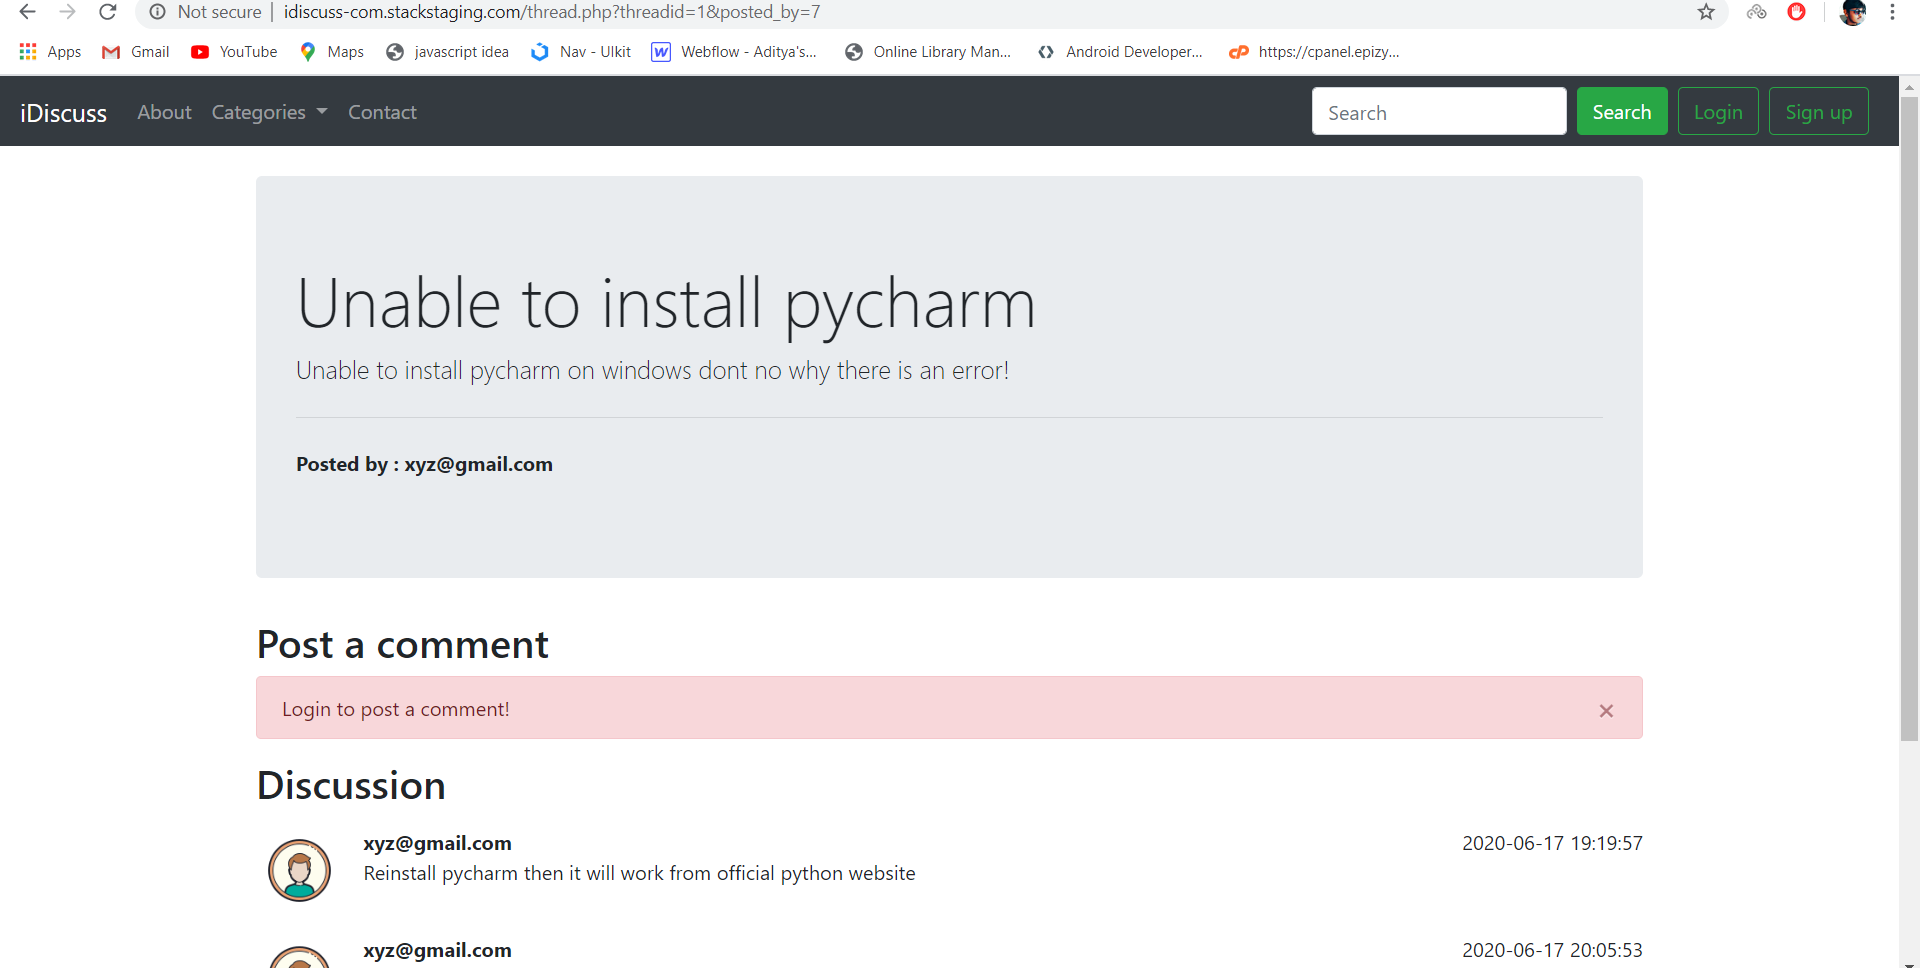 Not secure | idiscuss-com.stackstaging.com/thread.php?threadid=1&posted_by=7
Apps Gmail YouTube Maps javascript idea Nav - UIkit Webflow - Aditya's... Online Library Man... Android Developer... https://cpanel.epizy...
iDiscuss About Categories Contact Search Search Login Sign up
Unable to install pycharm
Unable to install pycharm on windows dont no why there is an error!
Posted by : xyz@gmail.com
Post a comment
Login to post a comment! ×
Discussion
xyz@gmail.com 2020-06-17 19:19:57
Reinstall pycharm then it will work from official python website
xyz@gmail.com 2020-06-17 20:05:53